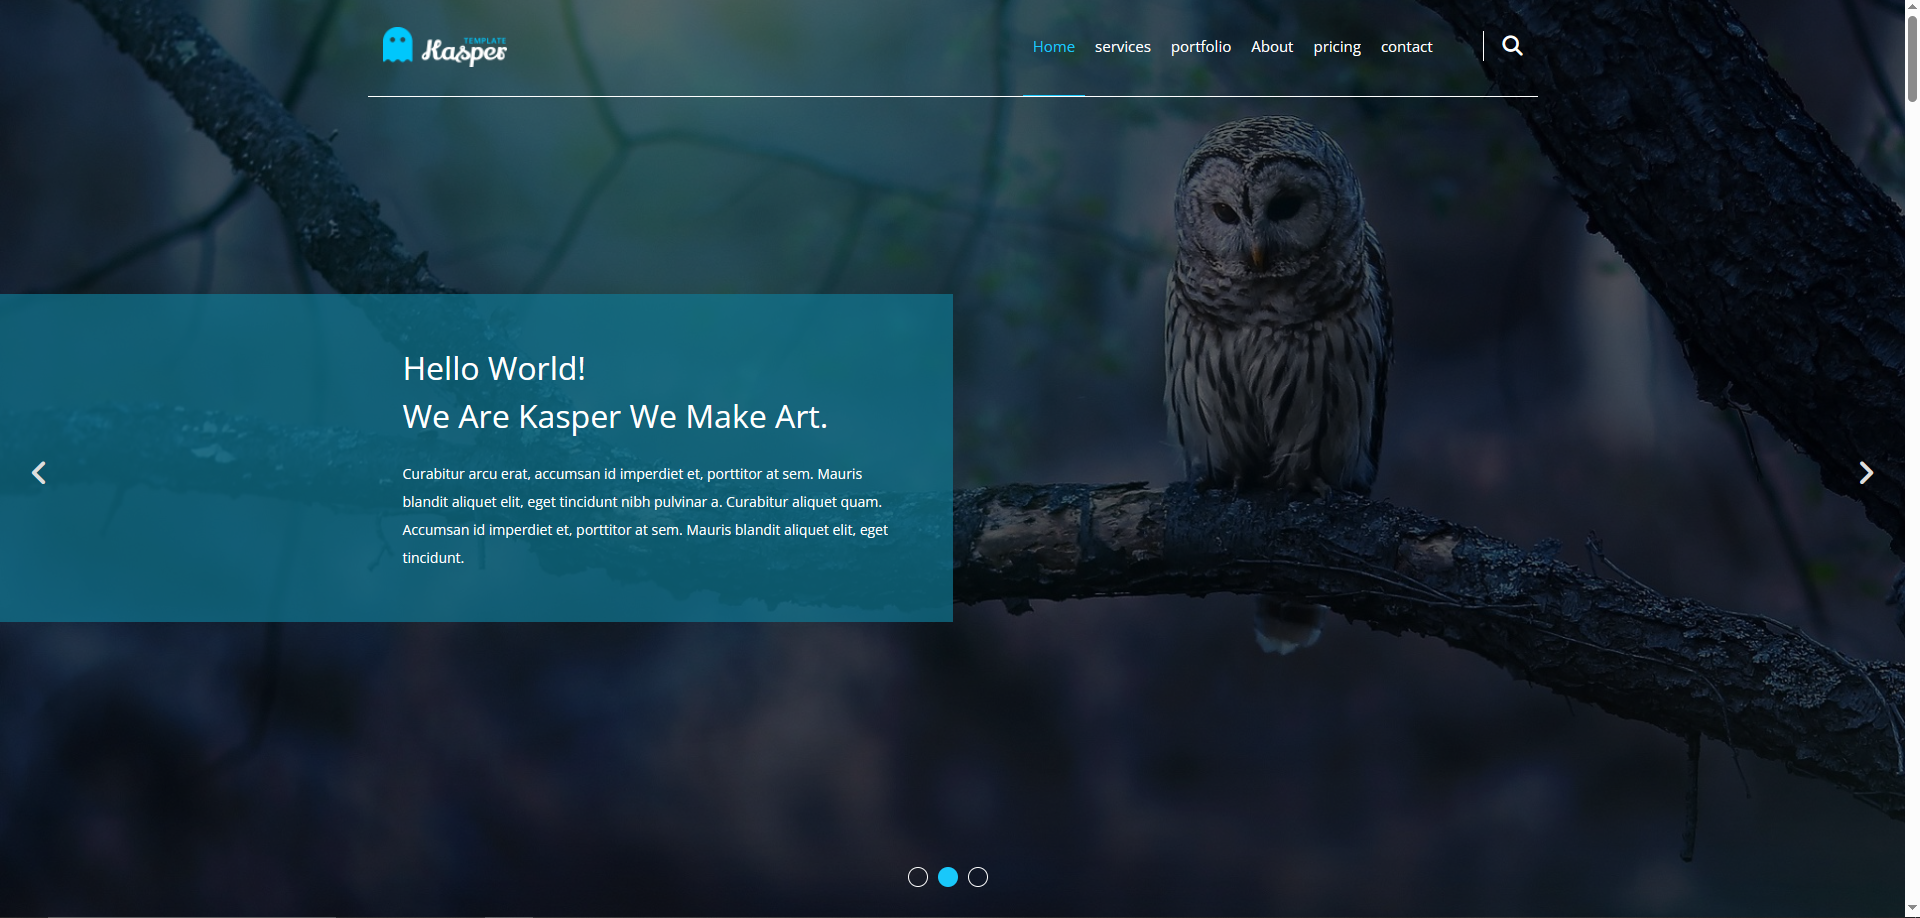 TEMPLATE
Kasper
Home services portfolio About pricing contact
Hello World!
We Are Kasper We Make Art.
Curabitur arcu erat, accumsan id imperdiet et, porttitor at sem. Mauris
blandit aliquet elit, eget tincidunt nibh pulvinar a. Curabitur aliquet quam.
Accumsan id imperdiet et, porttitor at sem. Mauris blandit aliquet elit, eget
tincidunt.